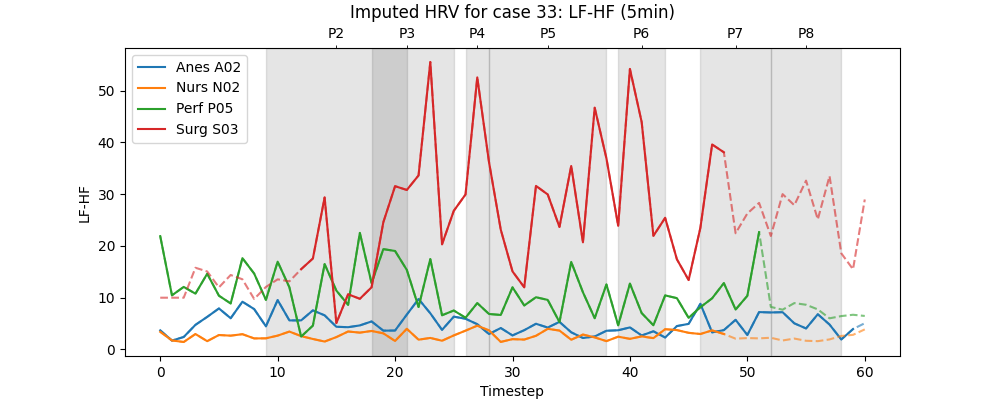 Imputed HRV for case 33: LF-HF (5min)
P2 P3 P4 P5 P6 P7 P8
Anes A02
Nurs N02
Perf P05
Surg S03
50
40
30
20
10
0
LF-HF
0 10 20 30 40 50 60
Timestep